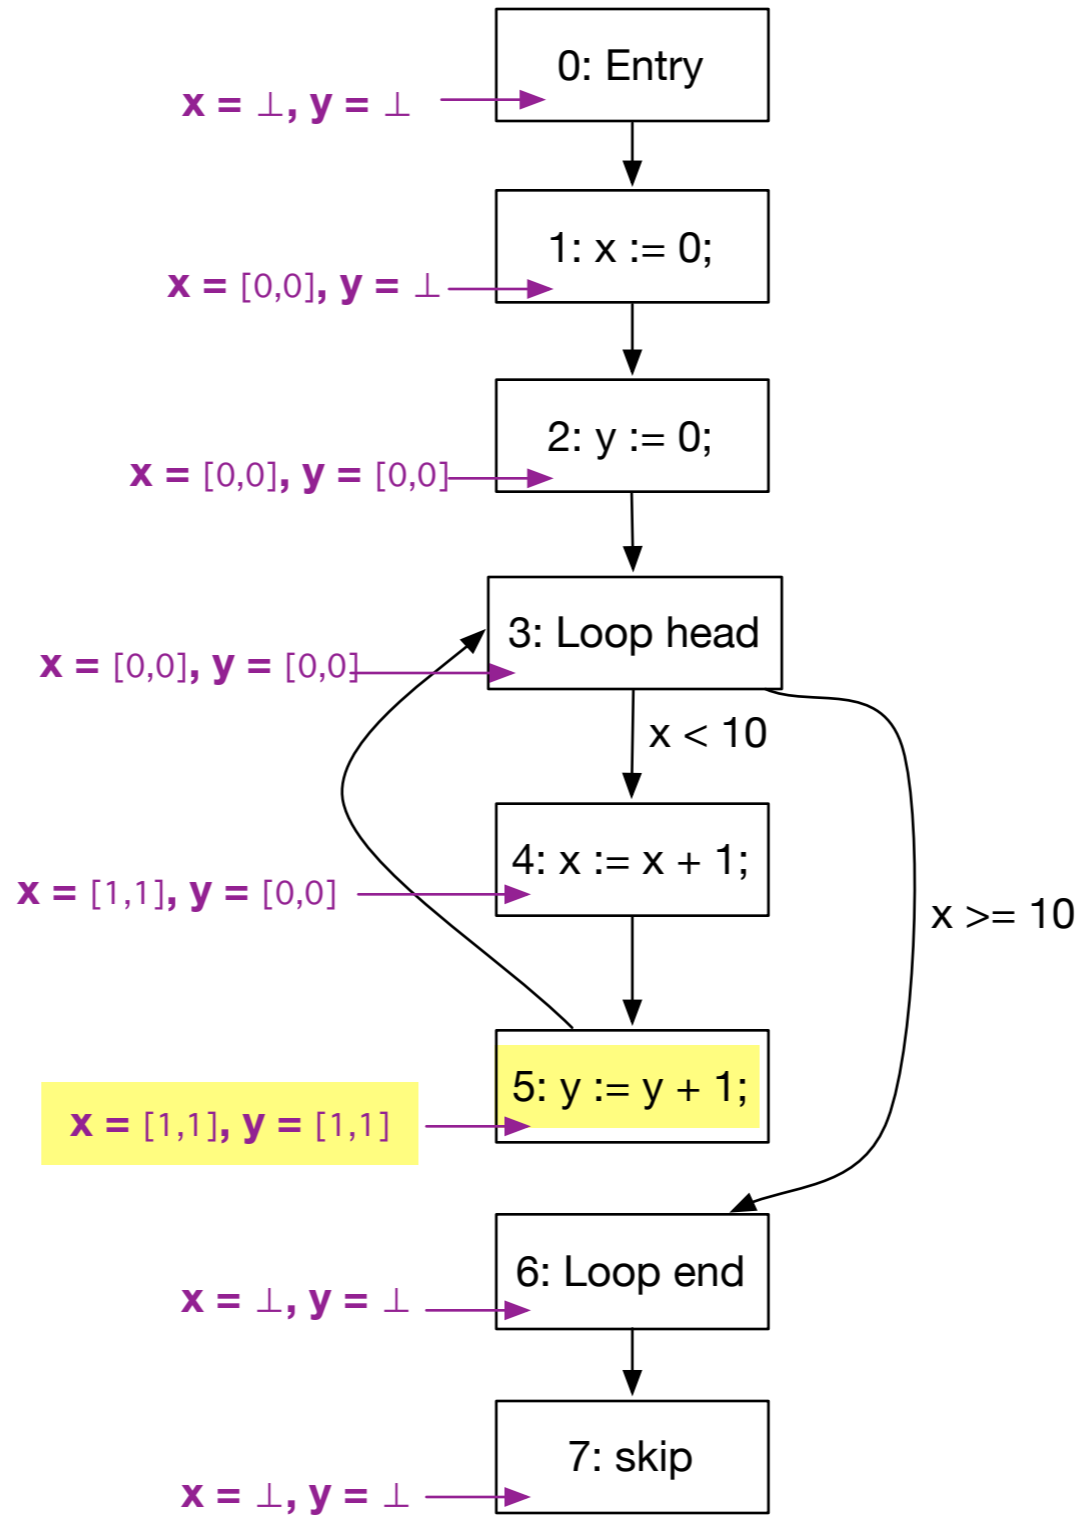 0: Entry
x = ⊥, y = ⊥
1: x := 0;
x = [0,0], y = ⊥
2: y := 0;
x = [0,0], y = [0,0]
3: Loop head
x = [0,0], y = [0,0]
x < 10
4: x := x + 1;
x = [1,1], y = [0,0]
x >= 10
5: y := y + 1;
x = [1,1], y = [1,1]
6: Loop end
x = ⊥, y = ⊥
7: skip
x = ⊥, y = ⊥